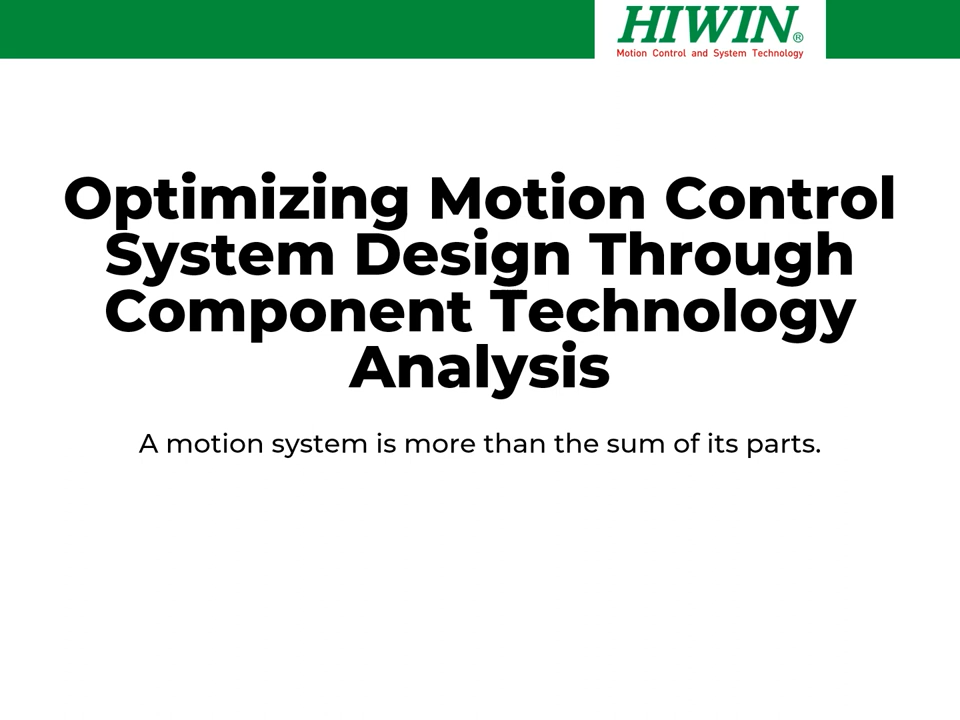 HIWIN®
Motion Control and System Technology
Optimizing Motion Control
System Design Through
Component Technology
Analysis
A motion system is more than the sum of its parts.